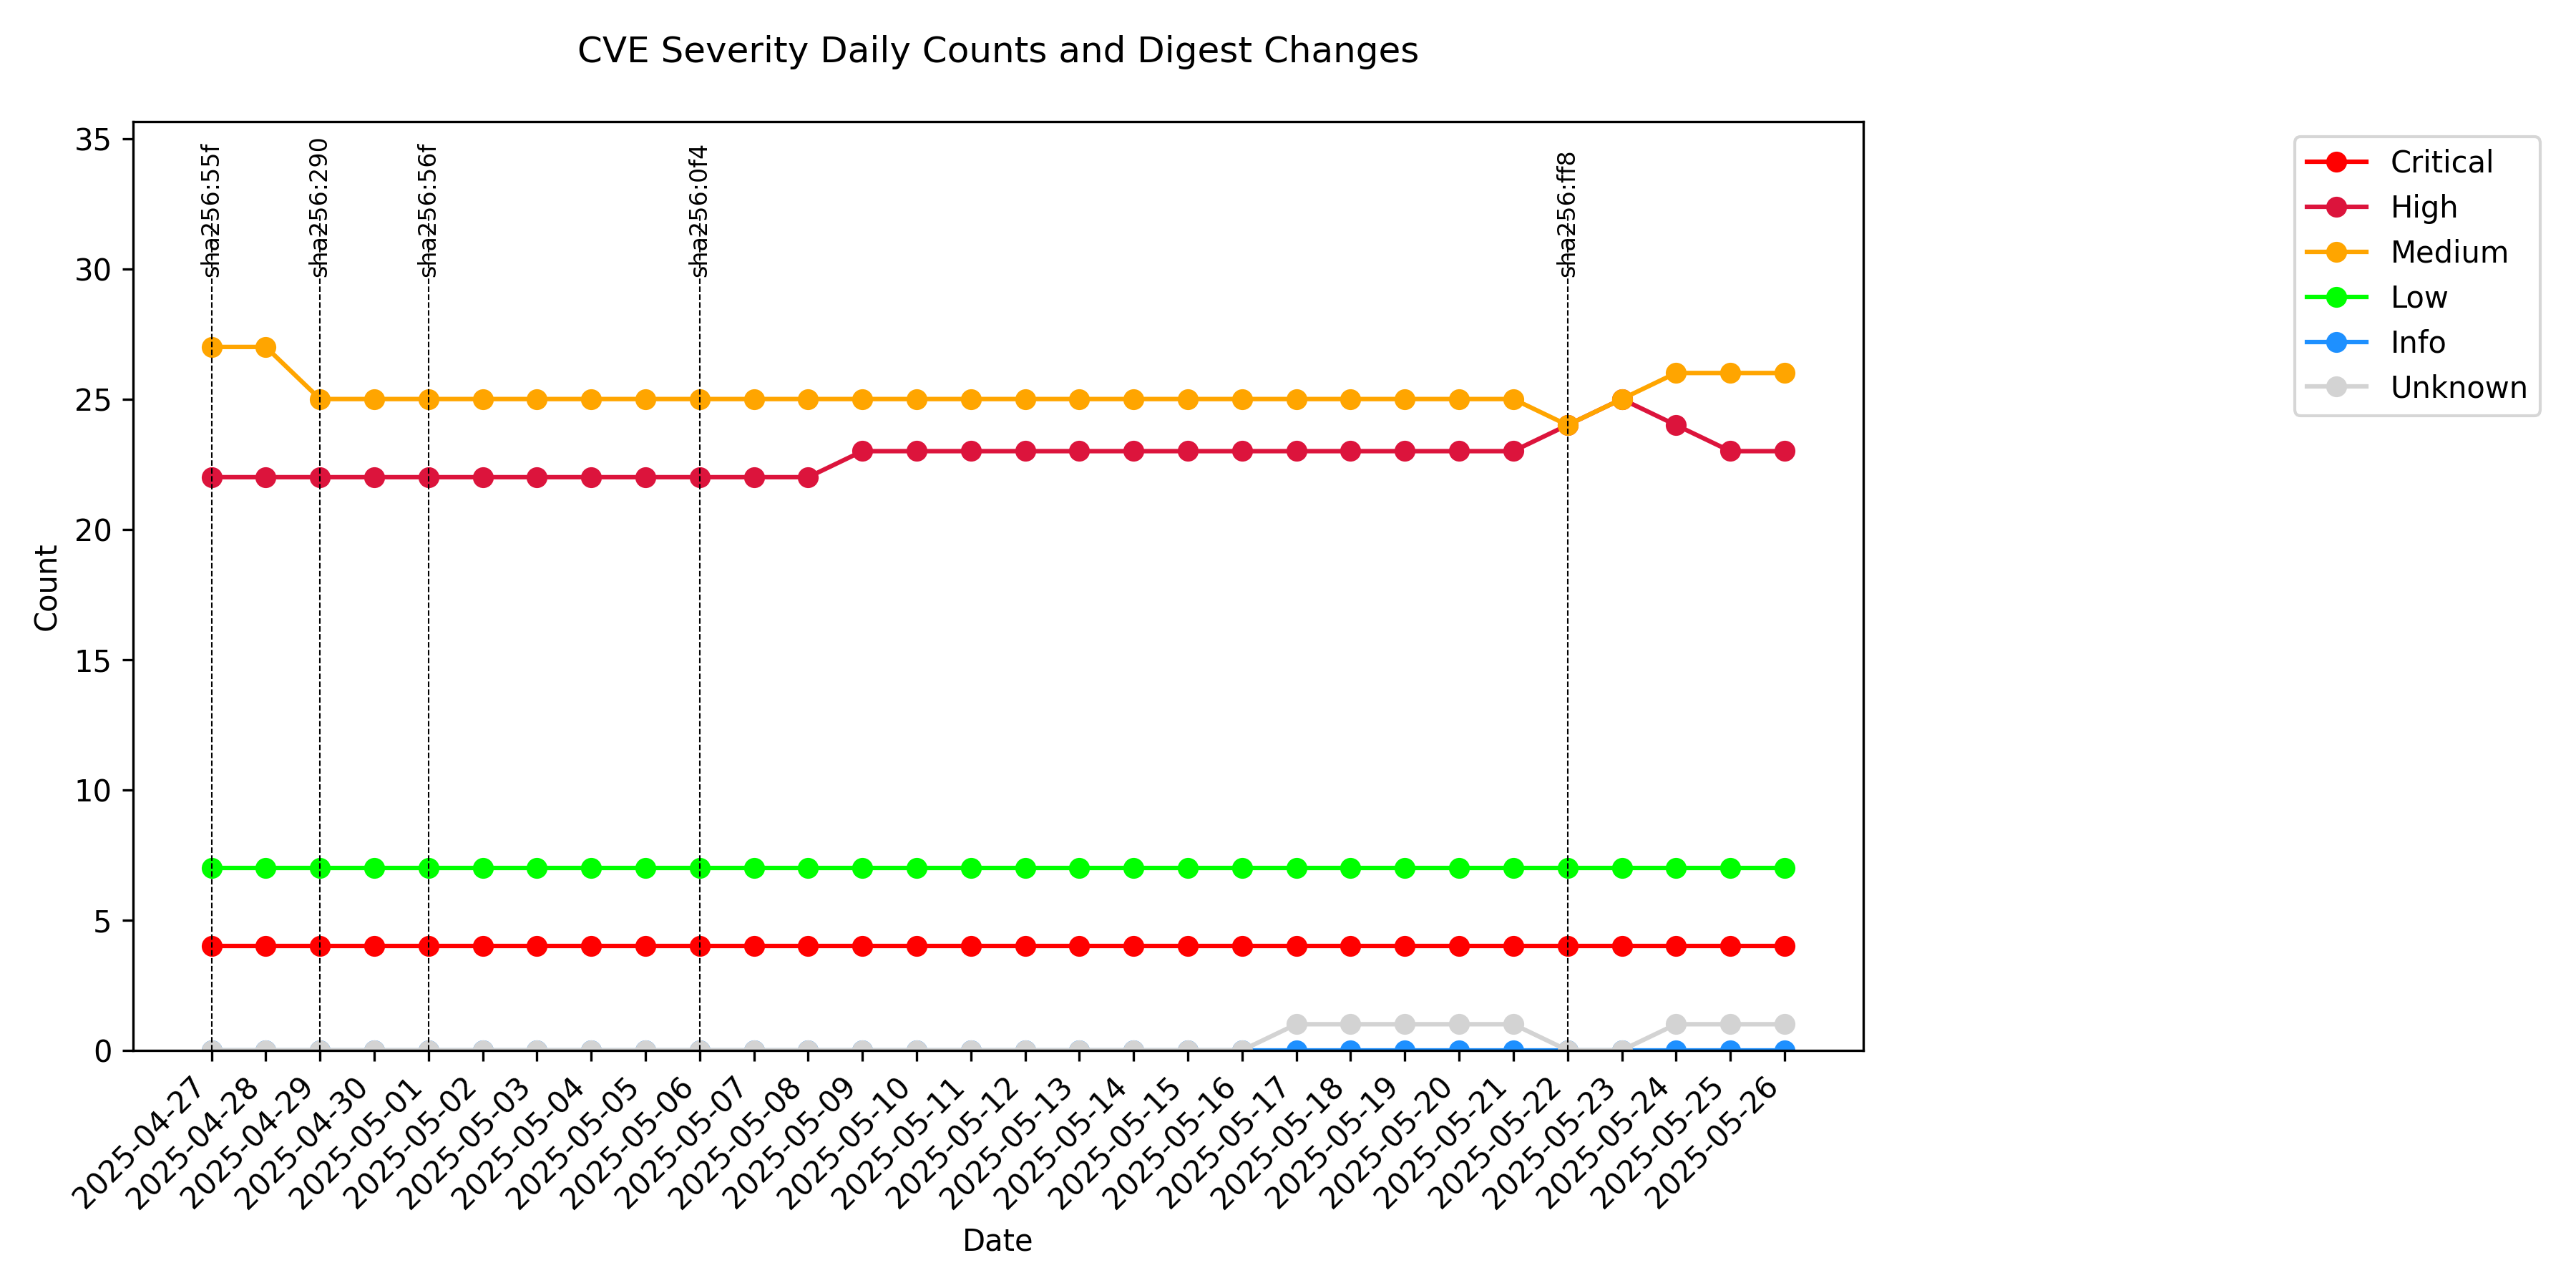 CVE Severity Daily Counts and Digest Changes
35
30
25
20
15
10
5
0
Count
sha256:55f
sha256:290
sha256:56f
sha256:0f4
sha256:ff8
Critical
High
Medium
Low
Info
Unknown
2025-04-27
2025-04-28
2025-04-29
2025-04-30
2025-05-01
2025-05-02
2025-05-03
2025-05-04
2025-05-05
2025-05-06
2025-05-07
2025-05-08
2025-05-09
2025-05-10
2025-05-11
2025-05-12
2025-05-13
2025-05-14
2025-05-15
2025-05-16
2025-05-17
2025-05-18
2025-05-19
2025-05-20
2025-05-21
2025-05-22
2025-05-23
2025-05-24
2025-05-25
2025-05-26
Date